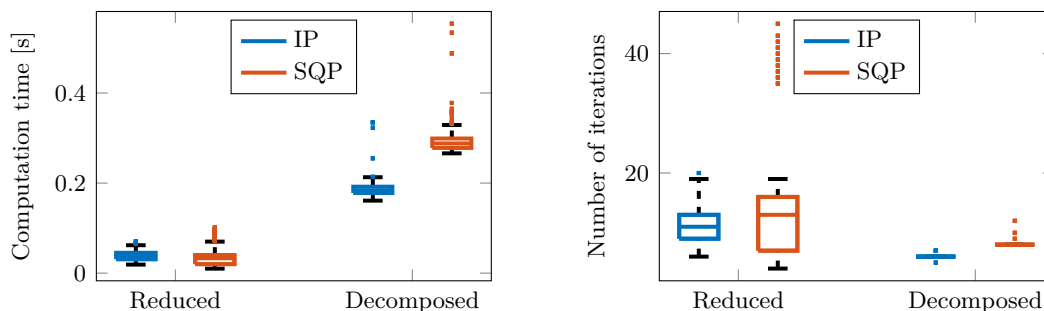 Computation time [s]
0.4
0.2
0
IP
SQP
Reduced
Decomposed
Number of iterations
40
20
IP
SQP
Reduced
Decomposed